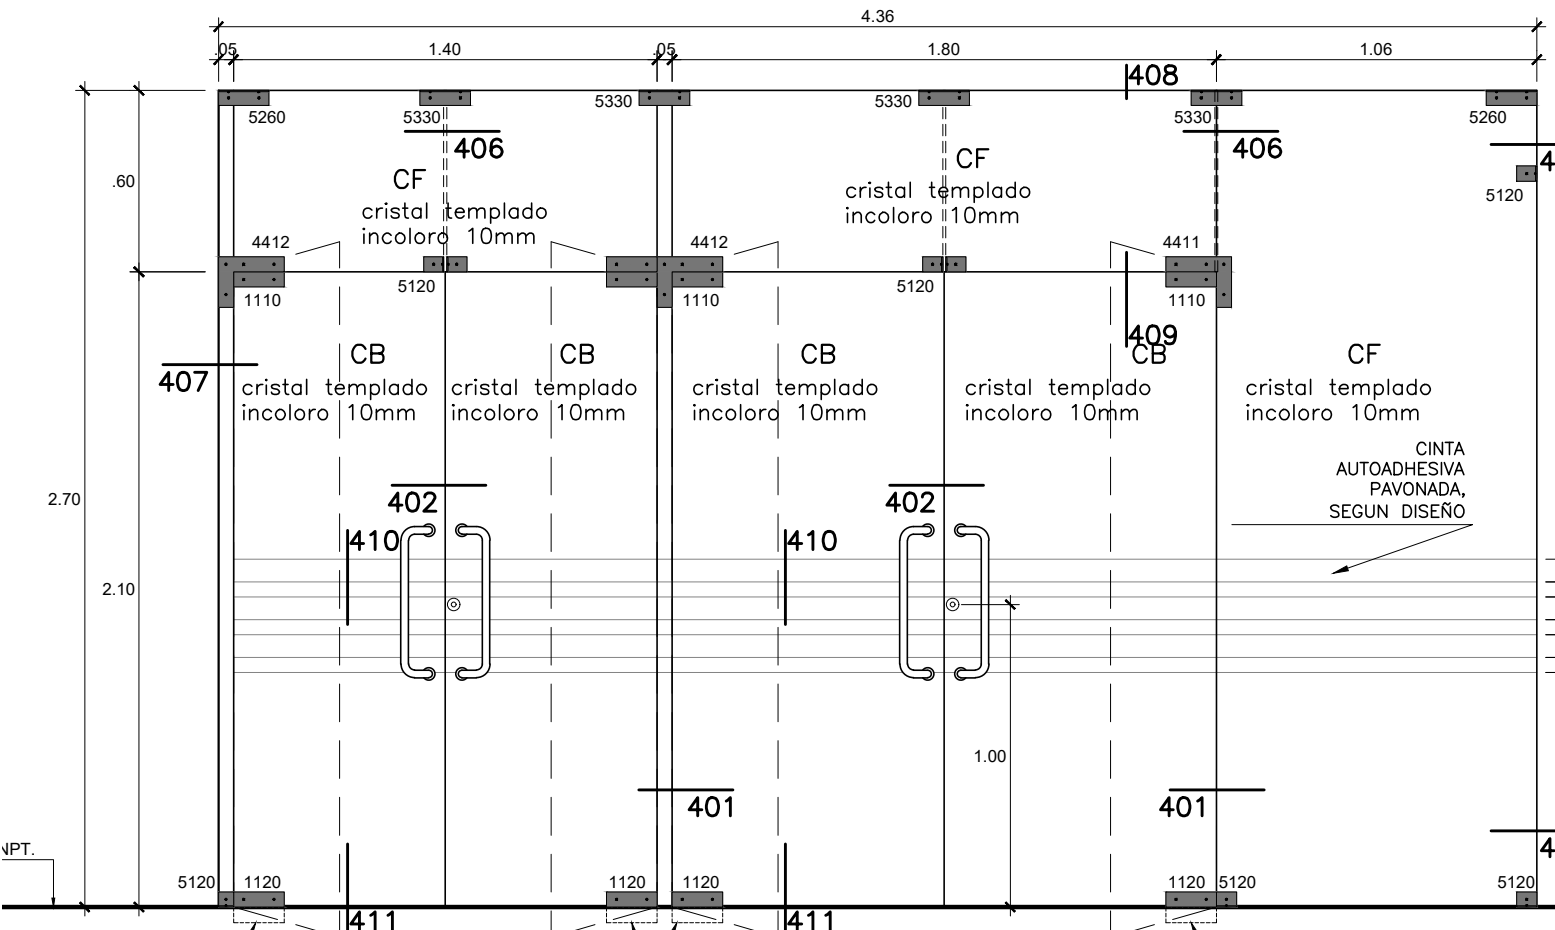 4.36
.05
1.40
.05
1.80
1.06
408
5260
5330
5330
5330
5330
5260
406
406
4
.60
CF
cristal templado
incoloro 10mm
CF
cristal templado
incoloro 10mm
5120
4412
4412
4411
5120
5120
1110
1110
1110
409
407
CB
cristal templado
incoloro 10mm
CB
cristal templado
incoloro 10mm
CB
cristal templado
incoloro 10mm
CB
cristal templado
incoloro 10mm
CF
cristal templado
incoloro 10mm
CINTA
AUTOADHESIVA
PAVONADA,
SEGUN DISEÑO
2.70
402
402
410
410
2.10
1.00
401
401
NPT.
4
5120
1120
1120
1120
1120
5120
5120
411
411